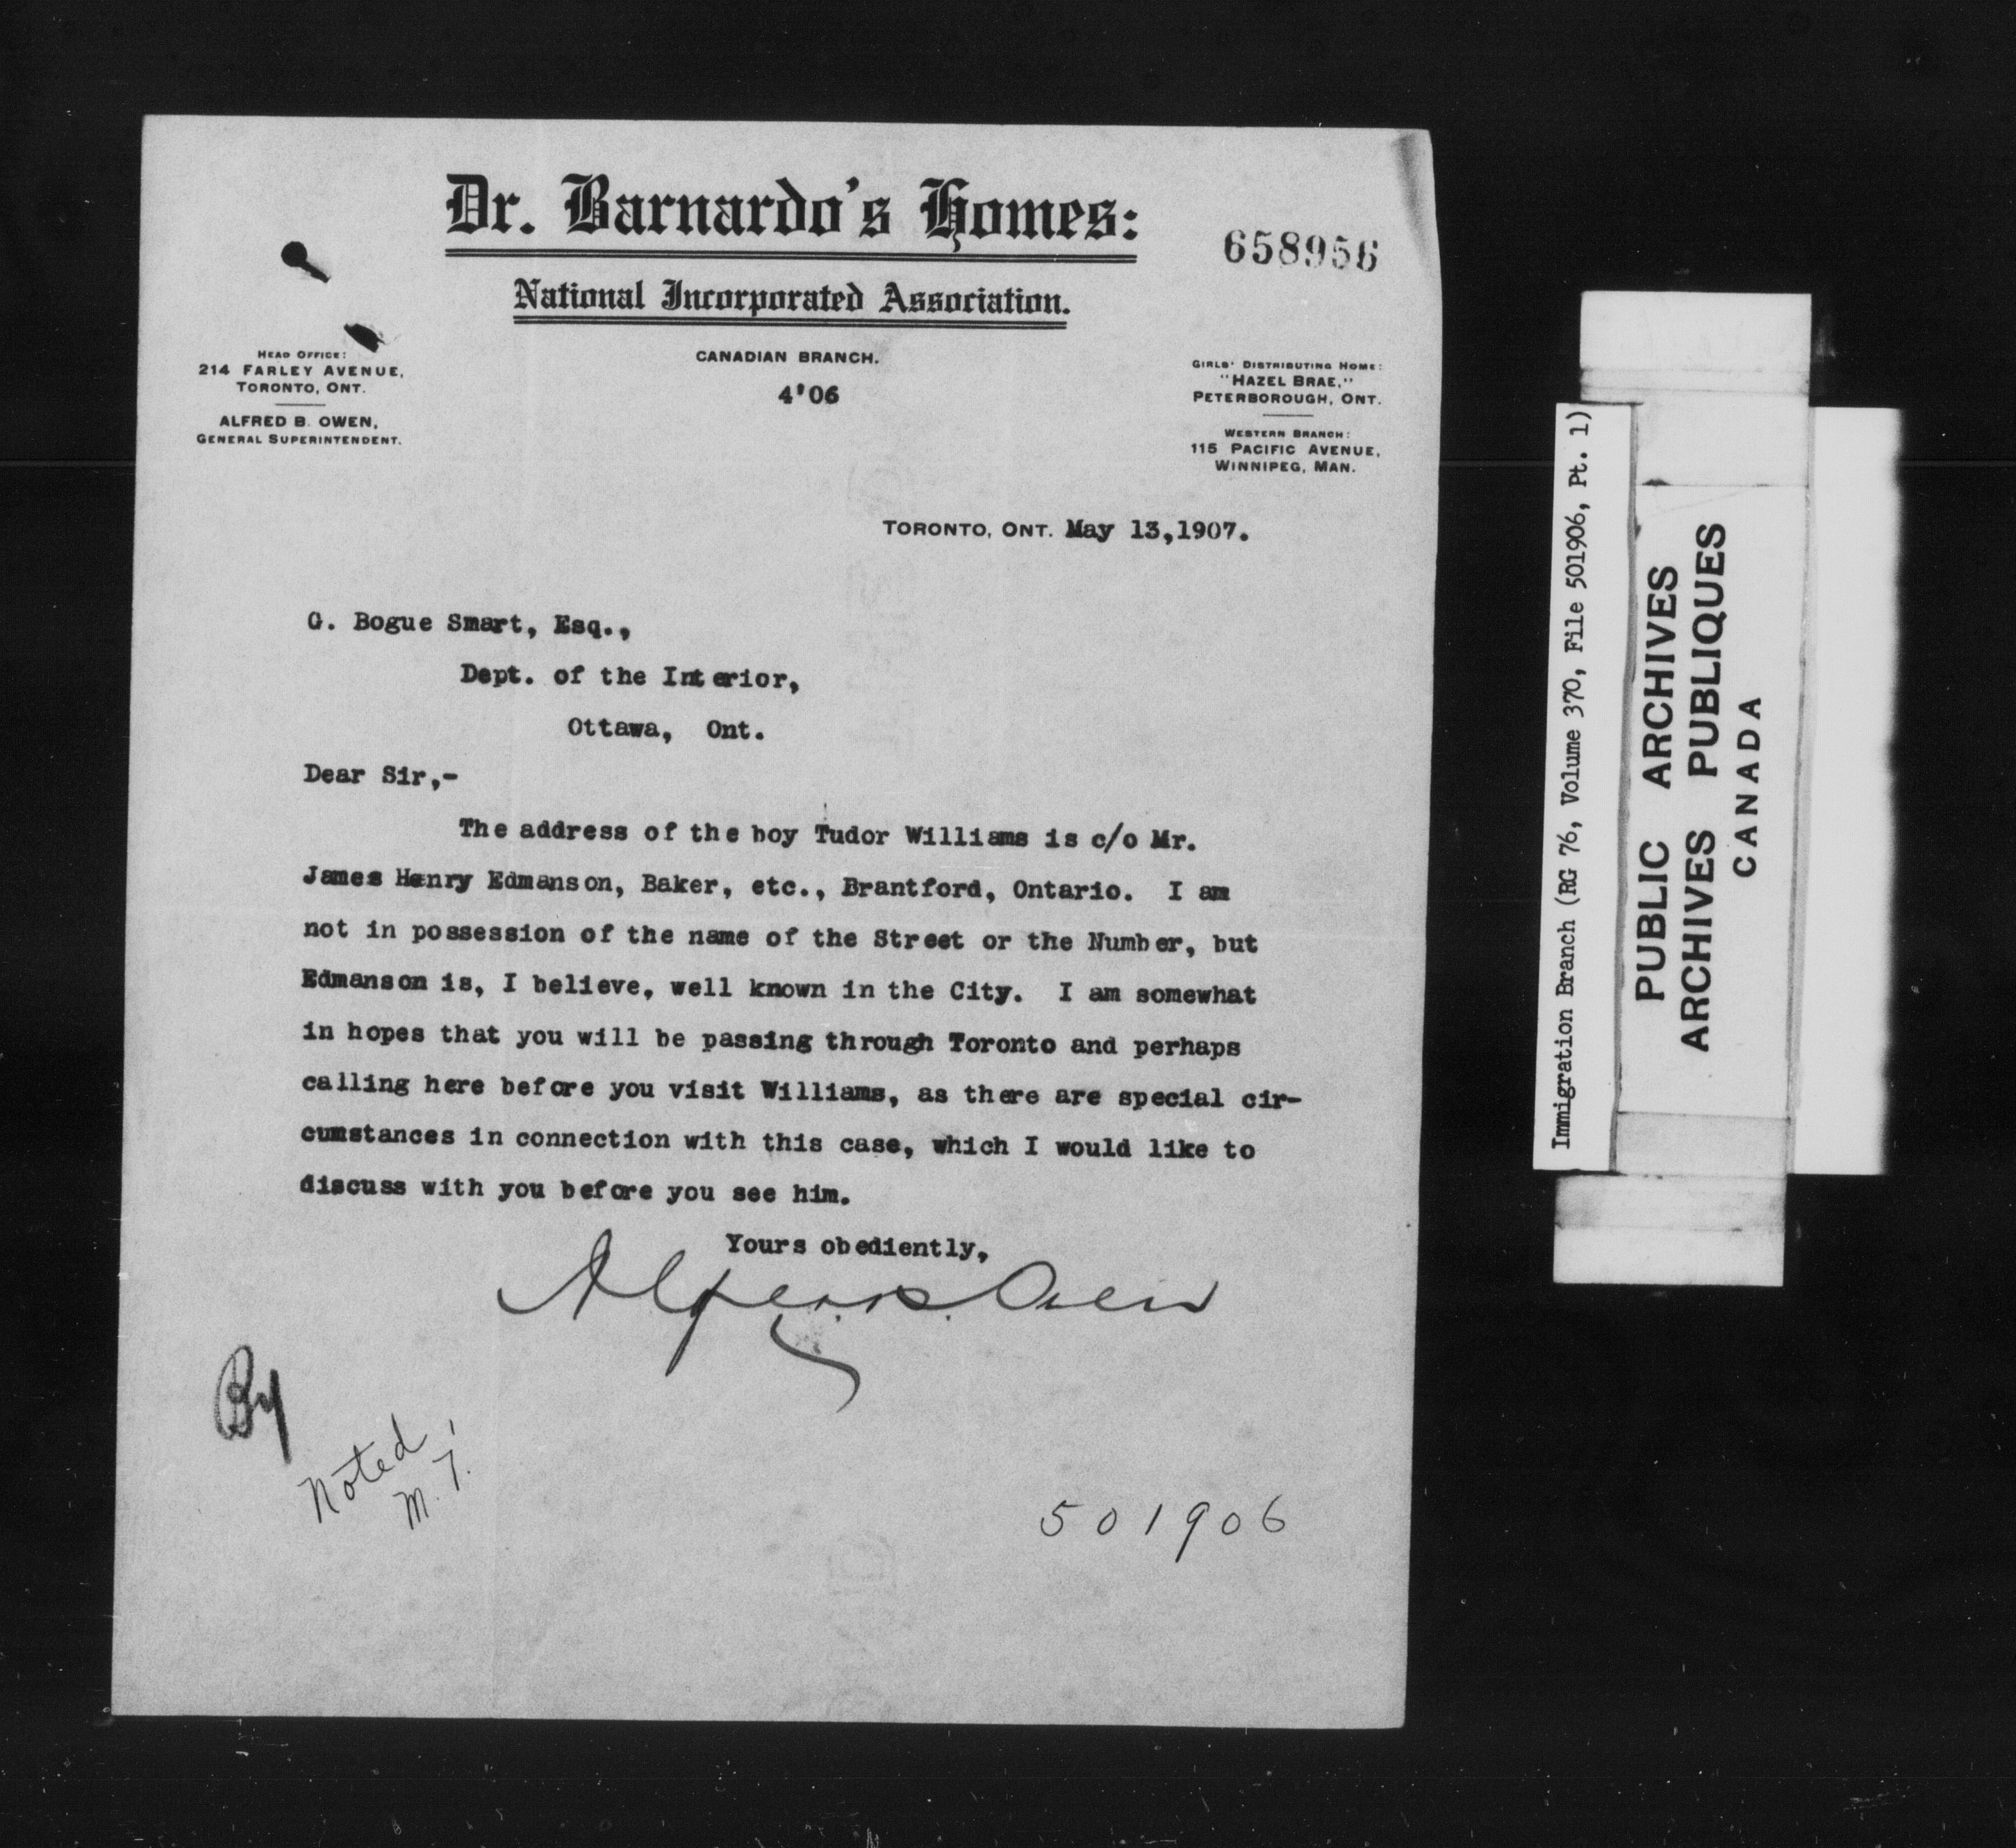 Dr. Barnardo's Homes:
658956
National Incorporated Association.
CANADIAN BRANCH.
4'06
HEAD OFFICE:
214 FARLEY AVENUE,
TORONTO, ONT.
ALFRED B. OWEN,
GENERAL SUPERINTENDENT.
GIRLS' DISTRIBUTING HOME:
"HAZEL BRAE,"
PETERBOROUGH, ONT.
WESTERN BRANCH:
115 PACIFIC AVENUE,
WINNIPEG, MAN.
TORONTO, ONT. May 13,1907.
G. Bogue Smart, Esq.,
Dept. of the Interior,
Ottawa, Ont.
Dear Sir,-
The address of the boy Tudor Williams is c/o Mr.
James Henry Edmanson, Baker, etc., Brantford, Ontario. I am
not in possession of the name of the Street or the Number, but
Edmanson is, I believe, well known in the City. I am somewhat
in hopes that you will be passing through Toronto and perhaps
calling here before you visit Williams, as there are special cir-
cumstances in connection with this case, which I would like to
discuss with you before you see him.
Yours obediently,
Alfred B. Owen
By
Noted
M. T.
501906
Immigration Branch (RG 76, Volume 370, File 501906, Pt. 1)
PUBLIC ARCHIVES
ARCHIVES PUBLIQUES
CANADA